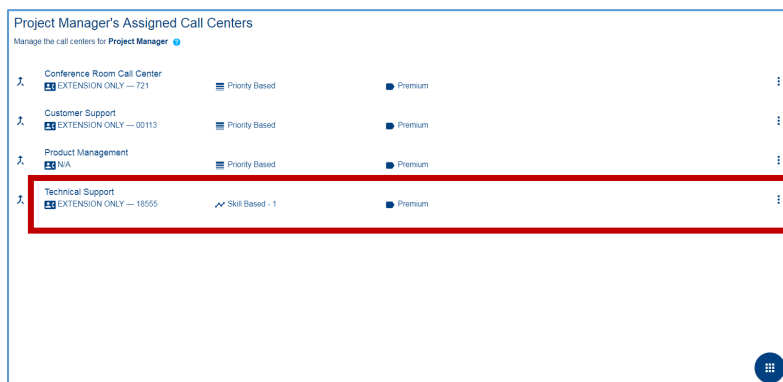 Project Manager's Assigned Call Centers
Manage the call centers for Project Manager ?
Conference Room Call Center
EXTENSION ONLY — 721 Priority Based Premium
Customer Support
EXTENSION ONLY — 00113 Priority Based Premium
Product Management
N/A Priority Based Premium
Technical Support
EXTENSION ONLY — 18555 Skill Based - 1 Premium